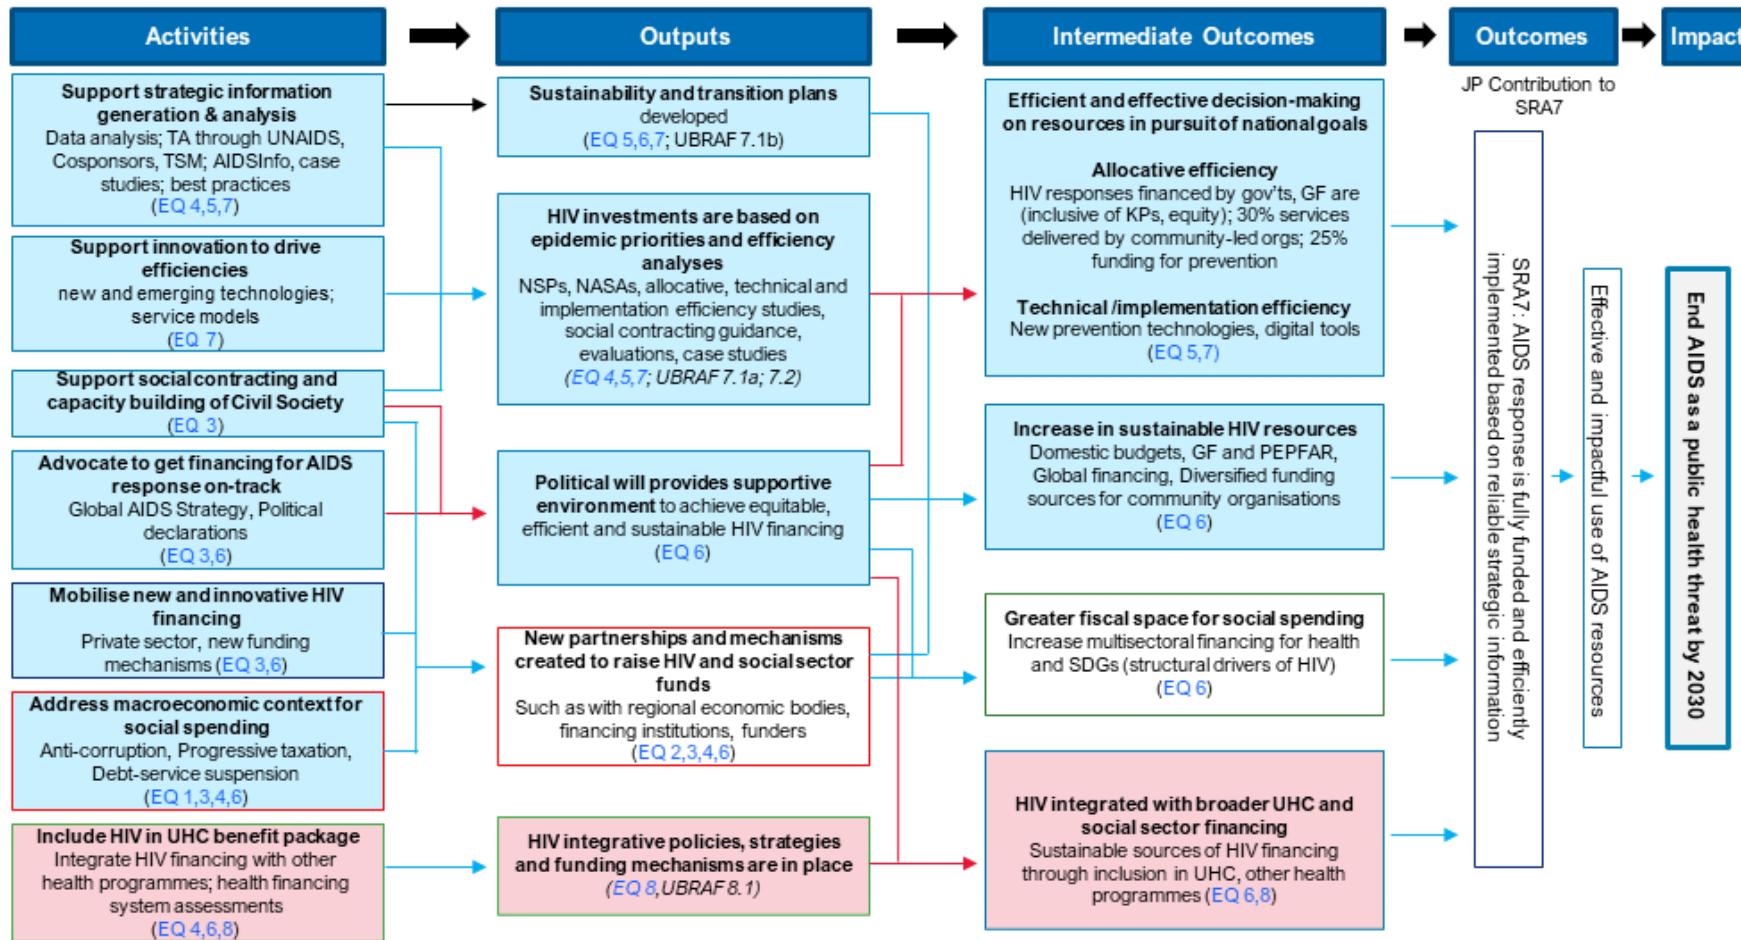 Activities
Outputs
Intermediate Outcomes
Outcomes
Impact
Support strategic information
generation & analysis
Data analysis; TA through UNAIDS,
Cosponsors, TSM; AIDSInfo, case
studies; best practices
(EQ 4,5,7)
Support innovation to drive
efficiencies
new and emerging technologies;
service models
(EQ 7)
Support social contracting and
capacity building of Civil Society
(EQ 3)
Advocate to get financing for AIDS
response on-track
Global AIDS Strategy, Political
declarations
(EQ 3,6)
Mobilise new and innovative HIV
financing
Private sector, new funding
mechanisms (EQ 3,6)
Address macroeconomic context for
social spending
Anti-corruption, Progressive taxation,
Debt-service suspension
(EQ 1,3,4,6)
Include HIV in UHC benefit package
Integrate HIV financing with other
health programmes; health financing
system assessments
(EQ 4,6,8)
Sustainability and transition plans
developed
(EQ 5,6,7; UBRAF 7.1b)
HIV investments are based on
epidemic priorities and efficiency
analyses
NSPs, NASAs, allocative, technical and
implementation efficiency studies,
social contracting guidance,
evaluations, case studies
(EQ 4,5,7; UBRAF 7.1a; 7.2)
Political will provides supportive
environment to achieve equitable,
efficient and sustainable HIV financing
(EQ 6)
New partnerships and mechanisms
created to raise HIV and social sector
funds
Such as with regional economic bodies,
financing institutions, funders
(EQ 2,3,4,6)
HIV integrative policies, strategies
and funding mechanisms are in place
(EQ 8,UBRAF 8.1)
Efficient and effective decision-making
on resources in pursuit of national goals
Allocative efficiency
HIV responses financed by gov'ts, GF are
(inclusive of KPs, equity); 30% services
delivered by community-led orgs; 25%
funding for prevention
Technical /implementation efficiency
New prevention technologies, digital tools
(EQ 5,7)
Increase in sustainable HIV resources
Domestic budgets, GF and PEPFAR,
Global financing, Diversified funding
sources for community organisations
(EQ 6)
Greater fiscal space for social spending
Increase multisectoral financing for health
and SDGs (structural drivers of HIV)
(EQ 6)
HIV integrated with broader UHC and
social sector financing
Sustainable sources of HIV financing
through inclusion in UHC, other health
programmes (EQ 6,8)
JP Contribution to
SRA7
SRA7: AIDS response is fully funded and efficiently
implemented based on reliable strategic information
Effective and impactful use of AIDS resources
End AIDS as a public health threat by 2030